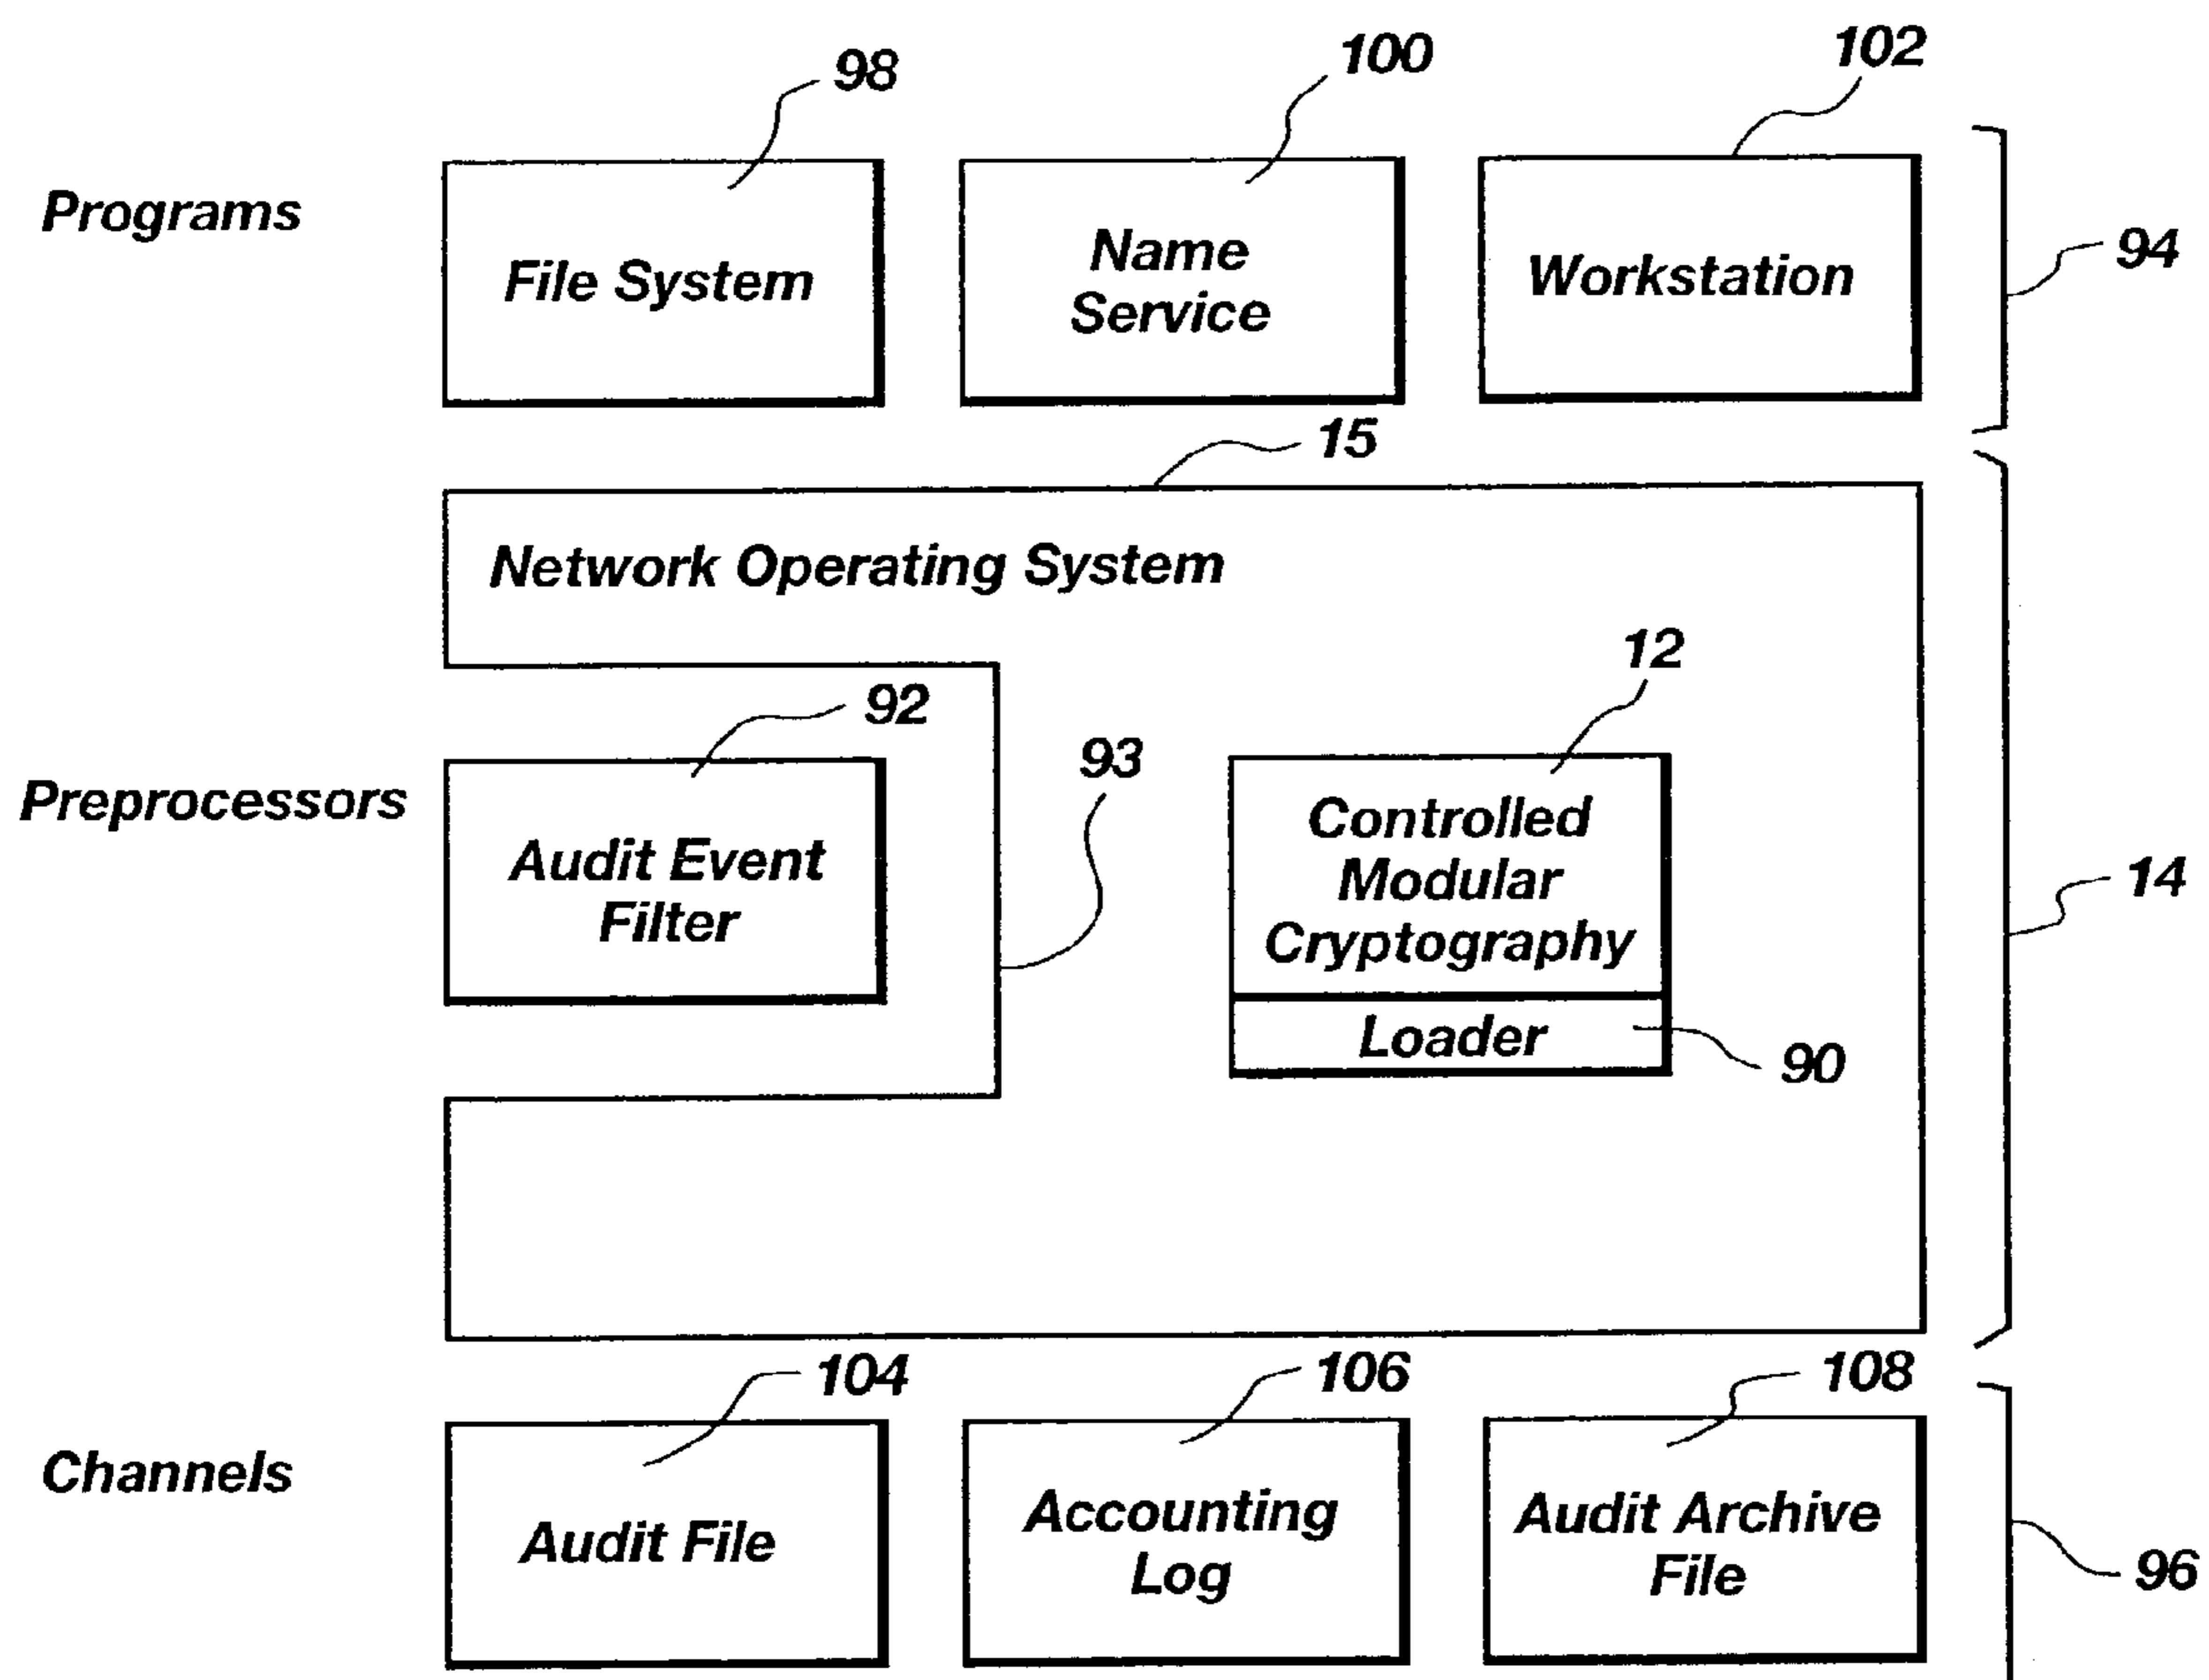 98
100
102
Programs
File System
Name
Service
Workstation
94
15
Network Operating System
12
92
93
Preprocessors
Audit Event
Filter
Controlled
Modular
Cryptography
14
Loader
90
104
106
108
Channels
Audit File
Accounting
Log
Audit Archive
File
96